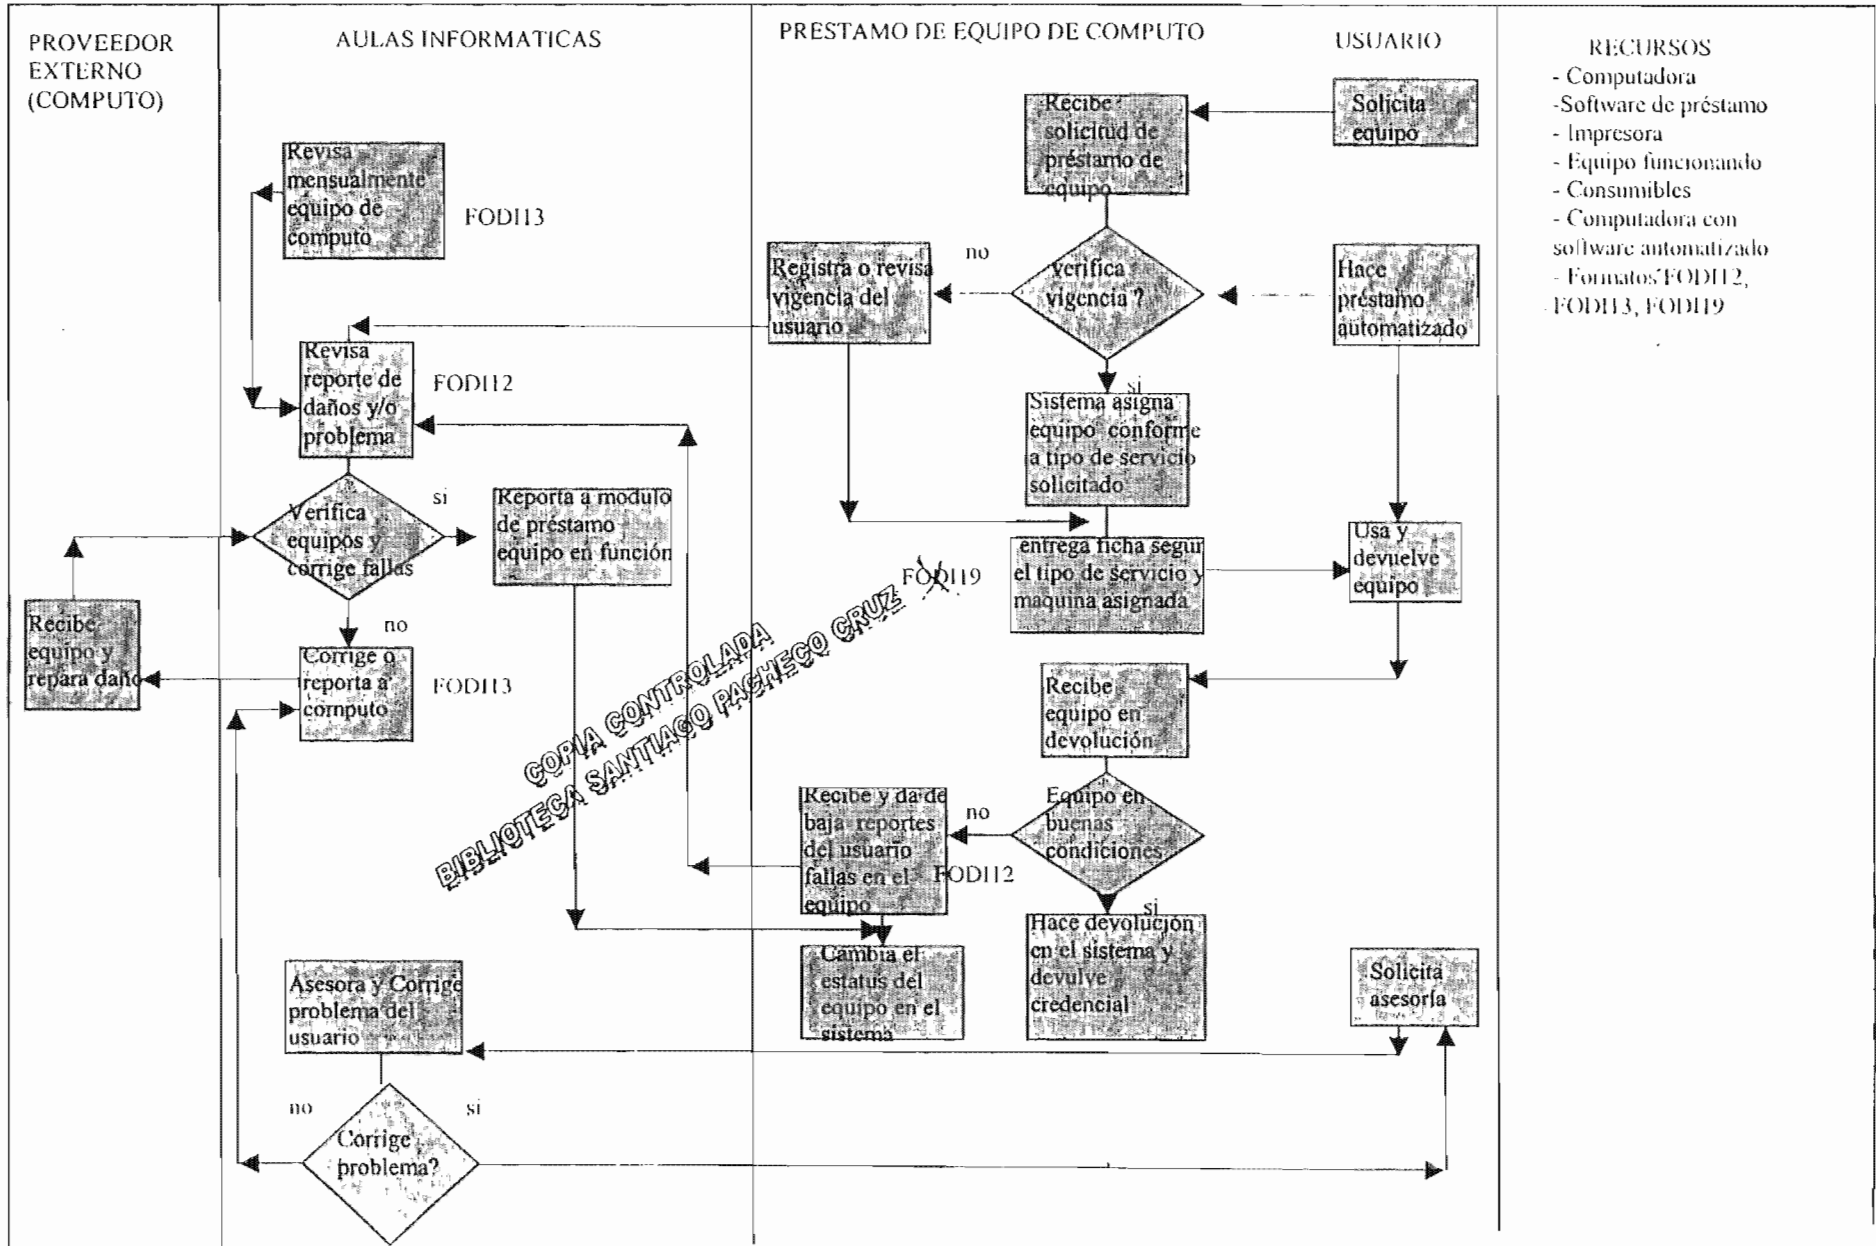 PROVEEDOR
EXTERNO
(COMPUTO)
AULAS INFORMATICAS
PRESTAMO DE EQUIPO DE COMPUTO
USUARIO
RECURSOS
- Computadora
-Software de préstamo
- Impresora
- Equipo funcionando
- Consumibles
- Computadora con
software automatizado
- Formatos FODI12,
FODI13, FODI19
Solicita
equipo
Recibe
solicitud de
préstamo de
equipo
Revisa
mensualmente
equipo de
computo
FODI13
Registra o revisa
vigencia del
usuario
no
verifica
vigencia ?
Hace
préstamo
automatizado
Revisa
reporte de
daños y/o
problema
FODI12
si
Sistema asigna
equipo conforme
a tipo de servicio
solicitado
Verifica
equipos y
corrige fallas
si
Reporta a modulo
de préstamo
equipo en función
FODI19
entrega ficha segun
el tipo de servicio y
maquina asignada
Usa y
devuelve
equipo
Recibe
equipo y
repara daño
no
Corrige o
reporta a
computo
FODI13
Recibe
equipo en
devolución
COPIA CONTROLADA
BIBLIOTECA SANTIAGO PACHECO CRUZ
Recibe y da de
baja reportes
del usuario
fallas en el
equipo
FODI12
no
Equipo en
buenas
condiciones
si
Hace devolución
en el sistema y
devulve
credencial
Cambia el
estatus del
equipo en el
sistema
Solicita
asesoría
Asesora y Corrige
problema del
usuario
no
si
Corrige
problema?